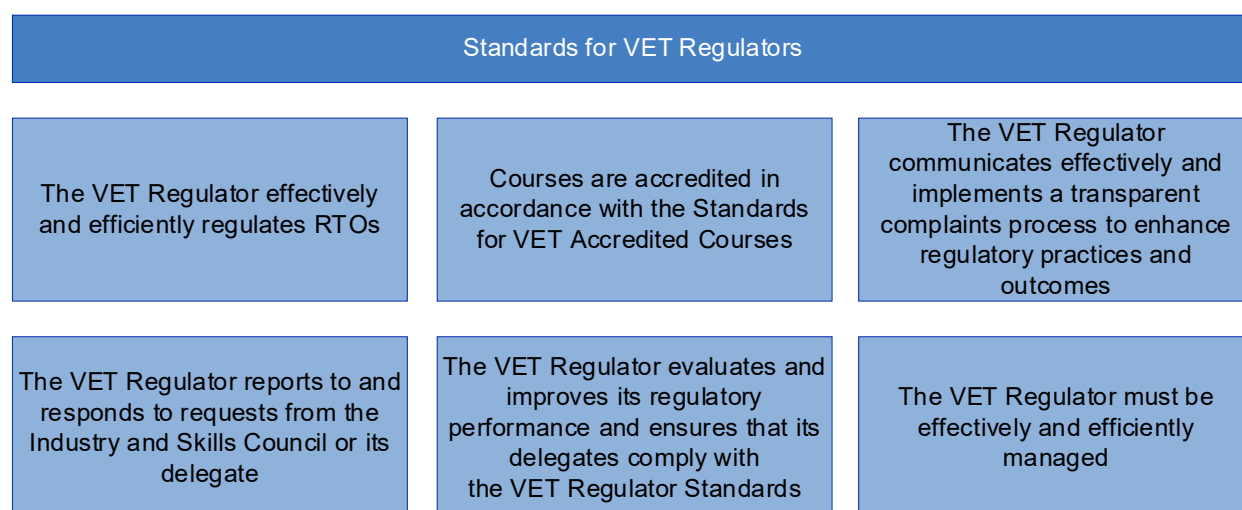 Standards for VET Regulators
The VET Regulator effectively
and efficiently regulates RTOs
Courses are accredited in
accordance with the Standards
for VET Accredited Courses
The VET Regulator
communicates effectively and
implements a transparent
complaints process to enhance
regulatory practices and
outcomes
The VET Regulator reports to and
responds to requests from the
Industry and Skills Council or its
delegate
The VET Regulator evaluates and
improves its regulatory
performance and ensures that its
delegates comply with
the VET Regulator Standards
The VET Regulator must be
effectively and efficiently
managed